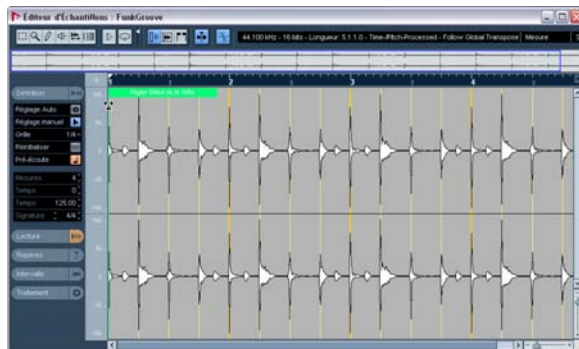 Éditeur d'Échantillons : FunkGroove
44.100 kHz - 16 bits - Longueur: 5.1.1.0 - Time-/Pitch-Processed - Follow Global Transpose
Mesure
1
2
3
4
Régler Début de la Grille
Définition
Réglage Auto
Réglage manuel
Grille 1/4
Réinitialiser
Pré-écoute
Mesures 4
Temps 0
Tempo 125.00
Signature 4/4
Lecture
Repères
Intervalle
Traitement